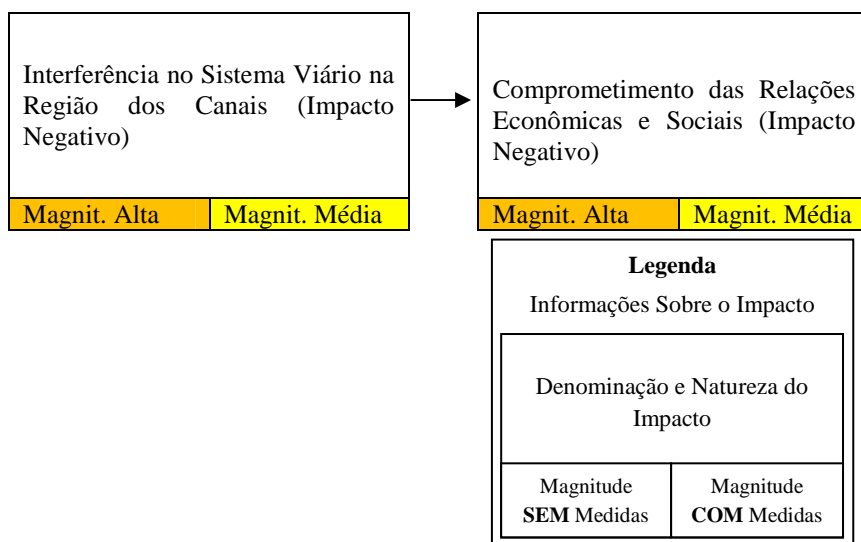 Interferência no Sistema Viário na
Região dos Canais (Impacto
Negativo)
Magnit. Alta
Magnit. Média
Comprometimento das Relações
Econômicas e Sociais (Impacto
Negativo)
Magnit. Alta
Magnit. Média
Legenda
Informações Sobre o Impacto
Denominação e Natureza do
Impacto
Magnitude
SEM Medidas
Magnitude
COM Medidas